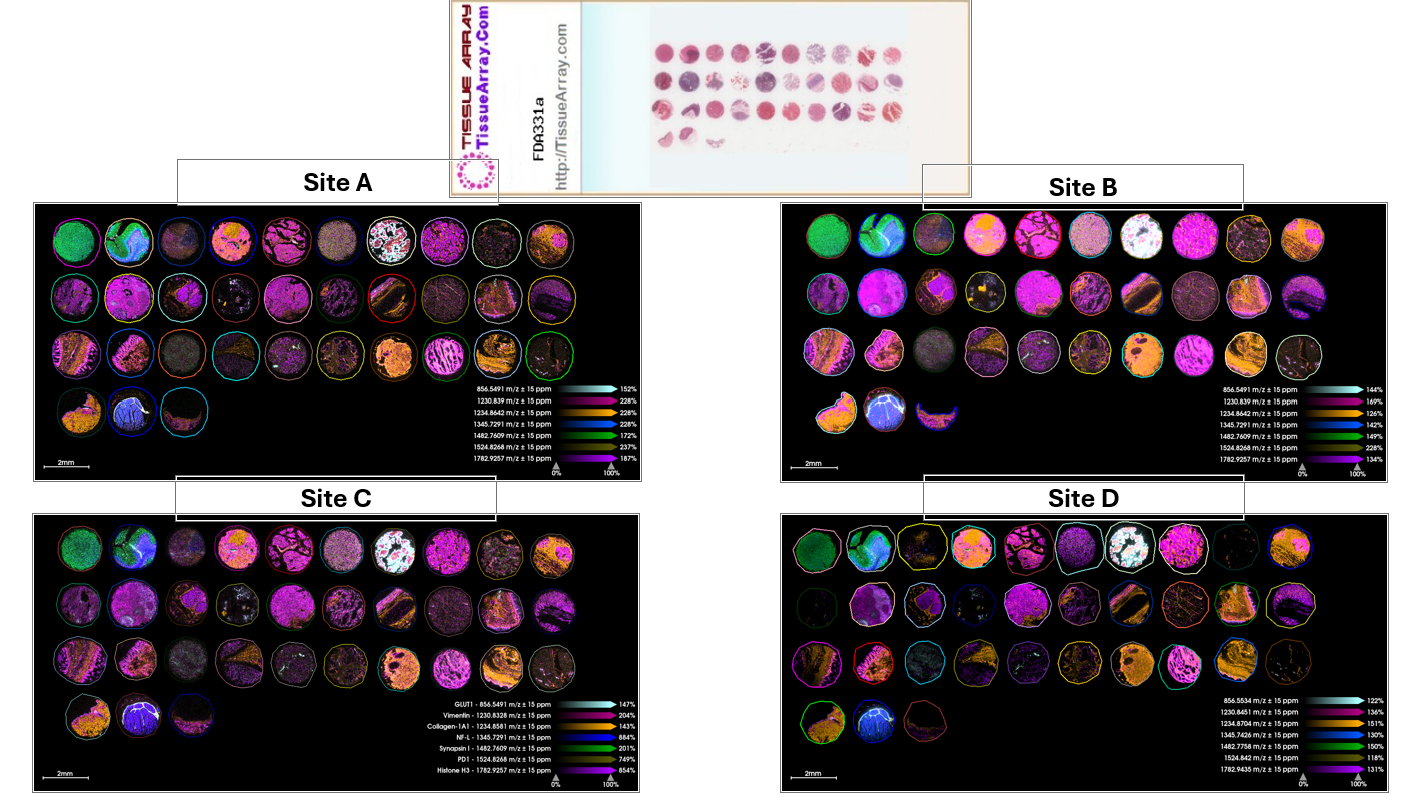 TISSUE ARRAY
TissueArray.Com
FDA331a
http://TissueArray.com
Site A
856.5491 m/z ± 15 ppm 152%
1230.839 m/z ± 15 ppm 228%
1234.8642 m/z ± 15 ppm 228%
1345.7291 m/z ± 15 ppm 228%
1482.7609 m/z ± 15 ppm 172%
1524.8268 m/z ± 15 ppm 237%
1782.9257 m/z ± 15 ppm 187%
0% 100%
2mm
Site B
856.5491 m/z ± 15 ppm 144%
1230.839 m/z ± 15 ppm 169%
1234.8642 m/z ± 15 ppm 126%
1345.7291 m/z ± 15 ppm 142%
1482.7609 m/z ± 15 ppm 149%
1524.8268 m/z ± 15 ppm 228%
1782.9257 m/z ± 15 ppm 134%
0% 100%
2mm
Site C
GLUT1 - 856.5491 m/z ± 15 ppm 147%
Vimentin - 1230.8328 m/z ± 15 ppm 204%
Collagen-1A1 - 1234.8581 m/z ± 15 ppm 143%
NF-L - 1345.7291 m/z ± 15 ppm 884%
Synapsin I - 1482.7609 m/z ± 15 ppm 201%
PD1 - 1524.8268 m/z ± 15 ppm 749%
Histone H3 - 1782.9257 m/z ± 15 ppm 854%
0% 100%
2mm
Site D
856.5534 m/z ± 15 ppm 122%
1230.8451 m/z ± 15 ppm 136%
1234.8704 m/z ± 15 ppm 151%
1345.7426 m/z ± 15 ppm 130%
1482.7758 m/z ± 15 ppm 150%
1524.842 m/z ± 15 ppm 118%
1782.9435 m/z ± 15 ppm 131%
0% 100%
2mm